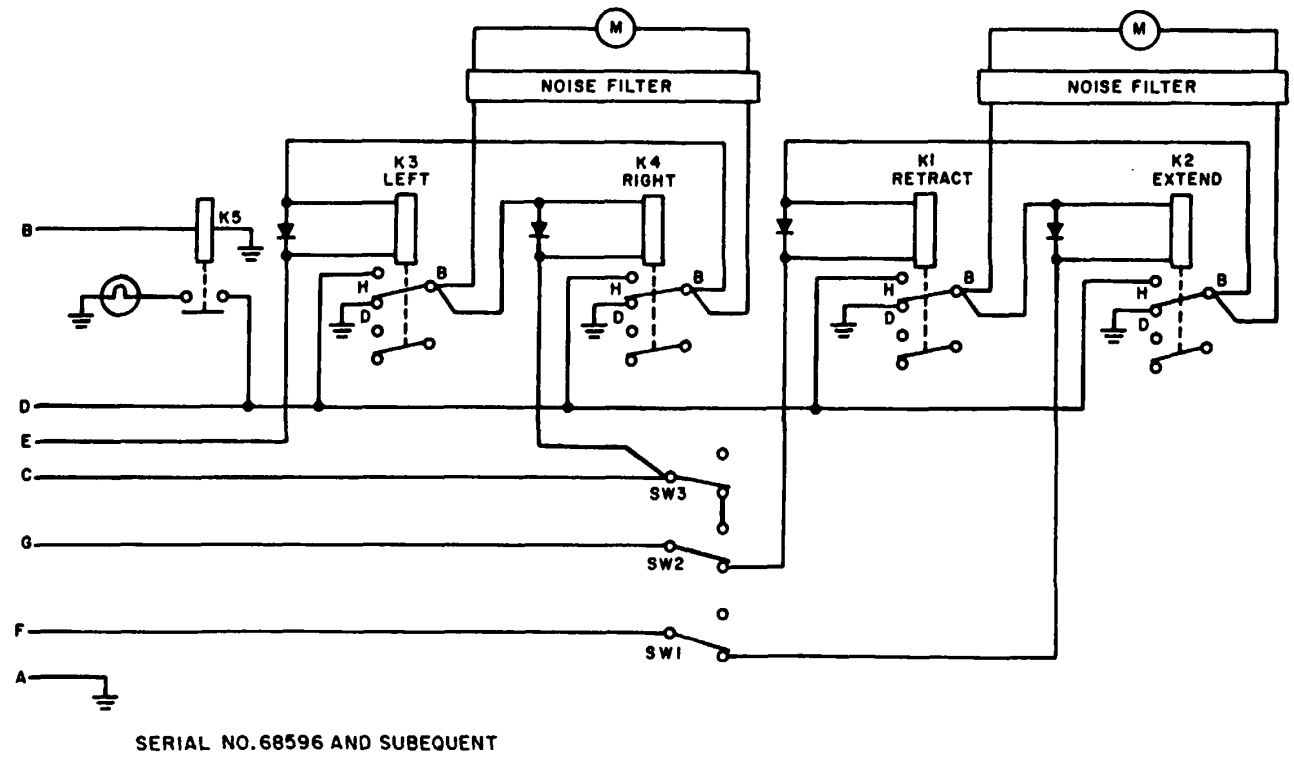 M
M
NOISE FILTER
NOISE FILTER
K3
LEFT
K4
RIGHT
K1
RETRACT
K2
EXTEND
B
K5
H
B
D
H
B
D
H
B
D
H
B
D
D
E
C
SW3
G
SW2
F
SW1
A
SERIAL NO. 68596 AND SUBEQUENT